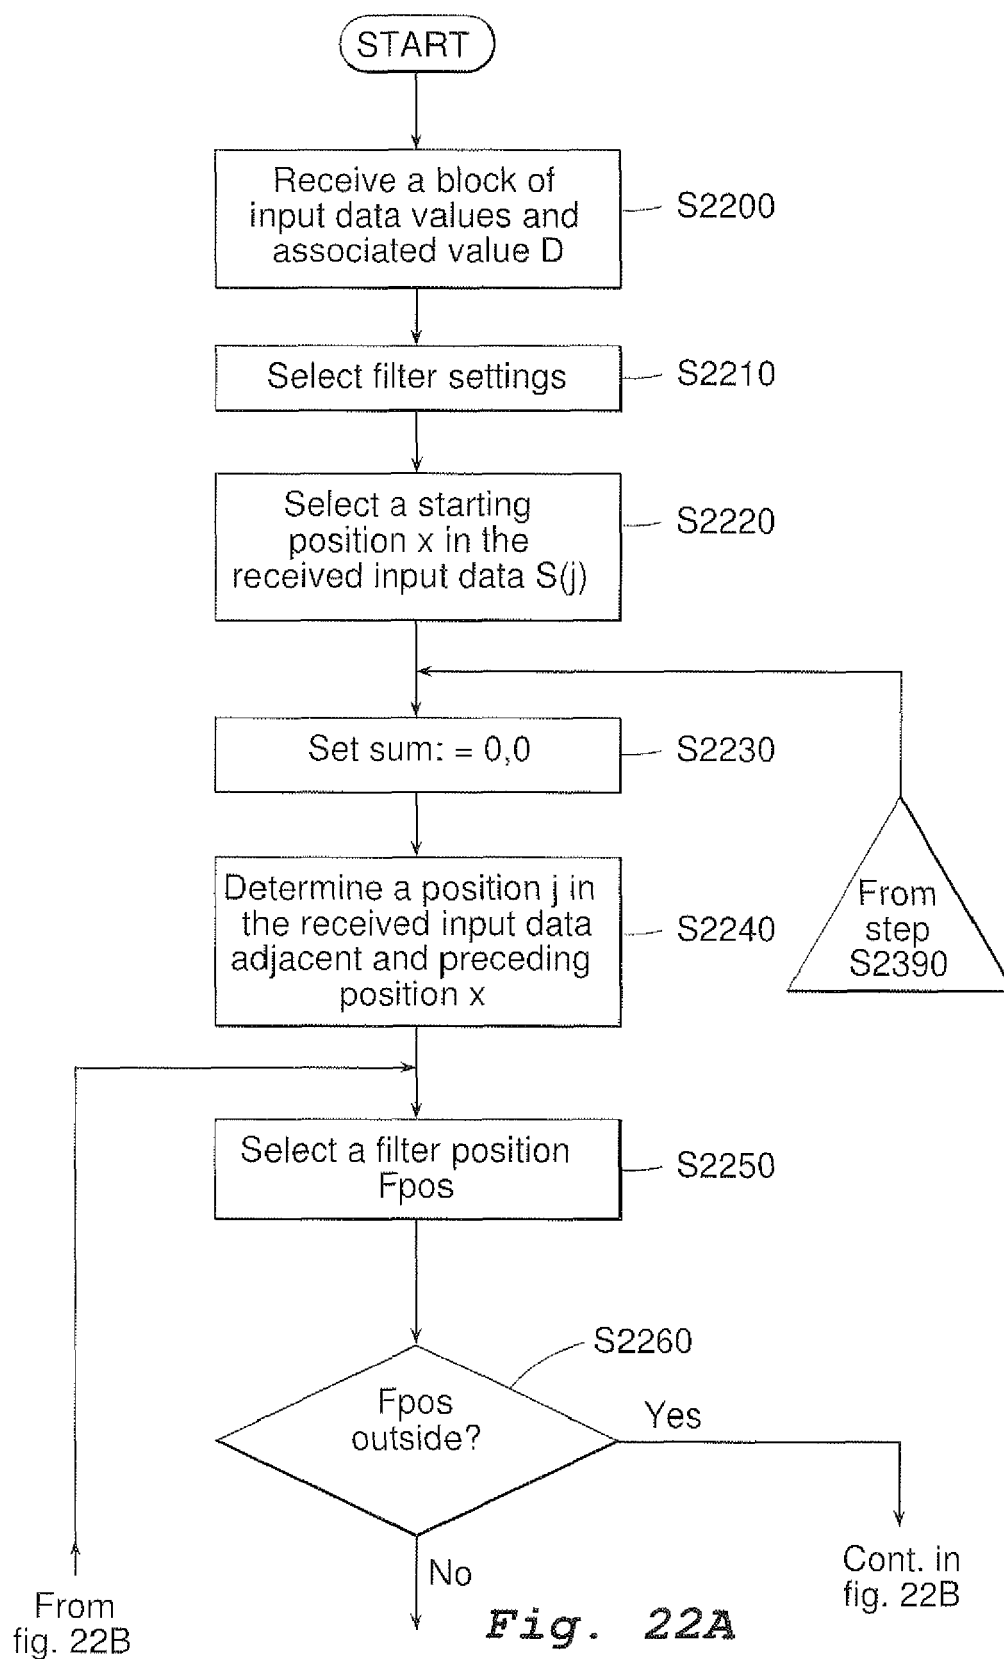 START
Receive a block of
input data values and
associated value D
S2200
Select filter settings
S2210
Select a starting
position x in the
received input data S(j)
S2220
Set sum: = 0,0
S2230
Determine a position j in
the received input data
adjacent and preceding
position x
S2240
From
step
S2390
Select a filter position
Fpos
S2250
S2260
Fpos
outside?
Yes
No
Cont. in
fig. 22B
From
fig. 22B
Fig. 22A